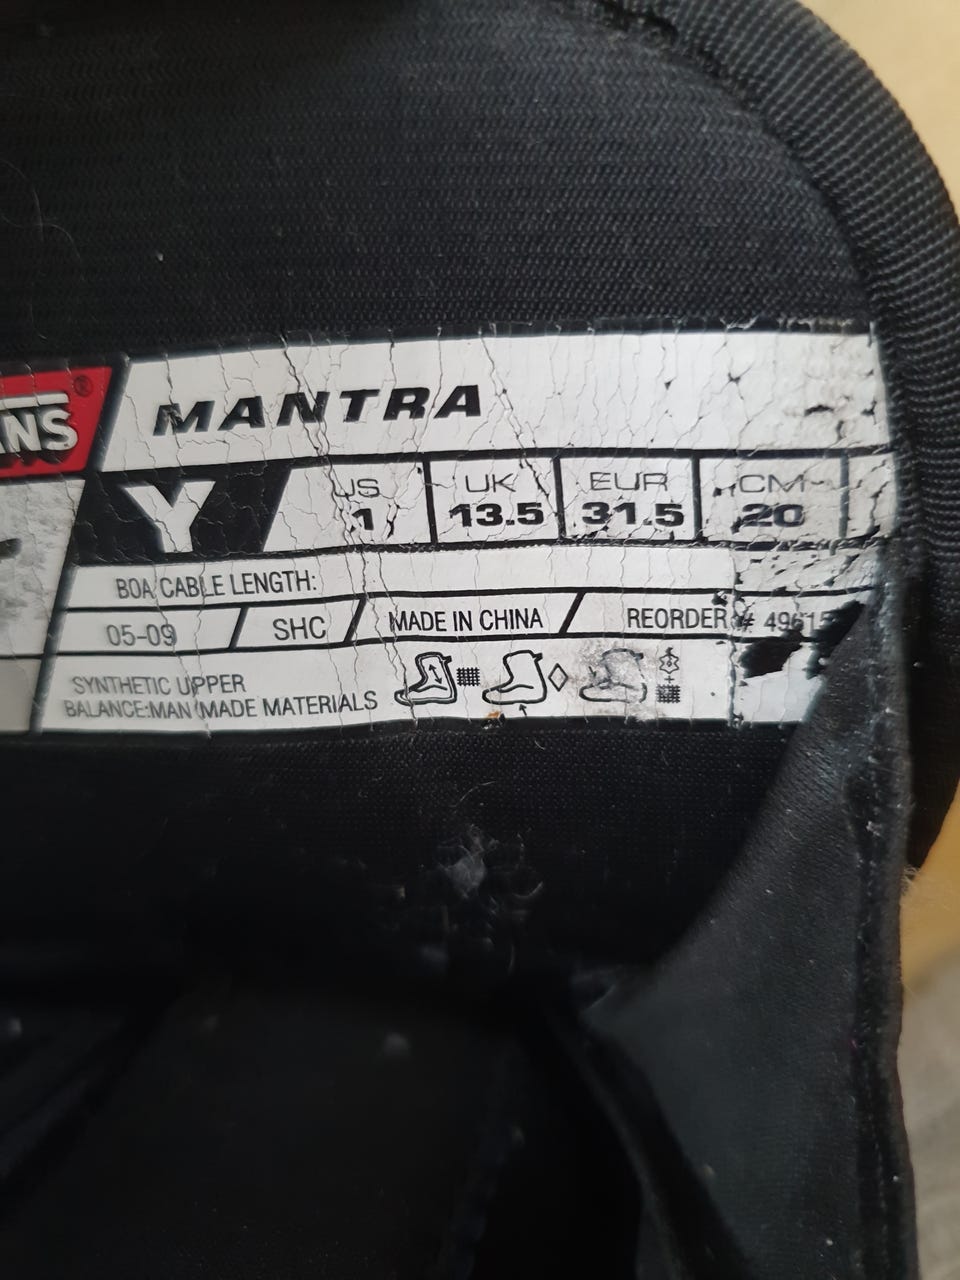 MANTRA
Y US UK EUR CM
1 13.5 31.5 20
BOA CABLE LENGTH:
05-09 SHC MADE IN CHINA REORDER #
SYNTHETIC UPPER
BALANCE:MAN MADE MATERIALS